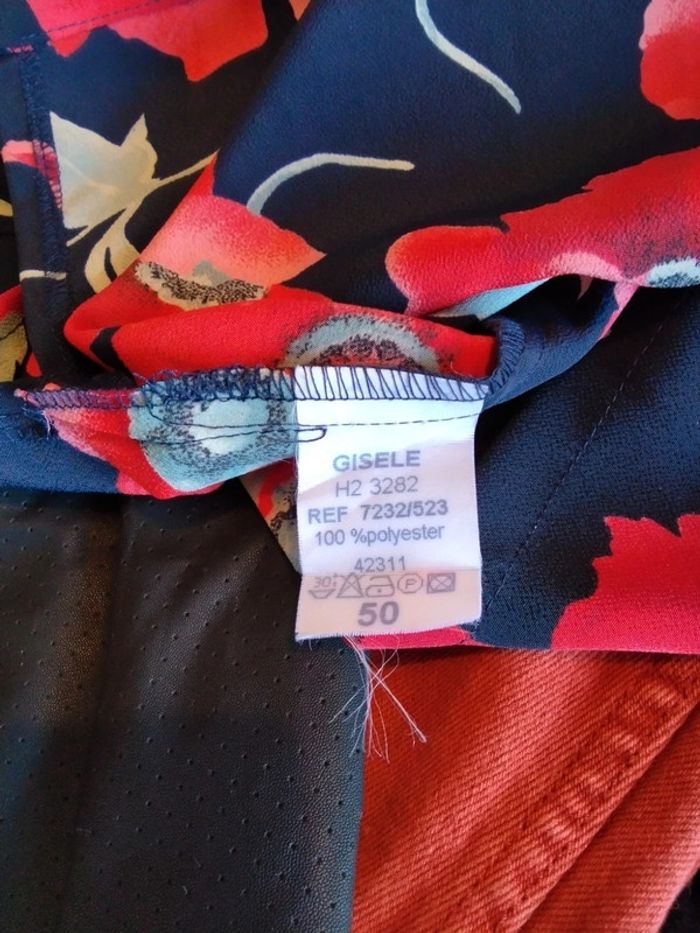 GISELE
H2 3282
REF 7232/523
100 %polyester
42311
30° P
50